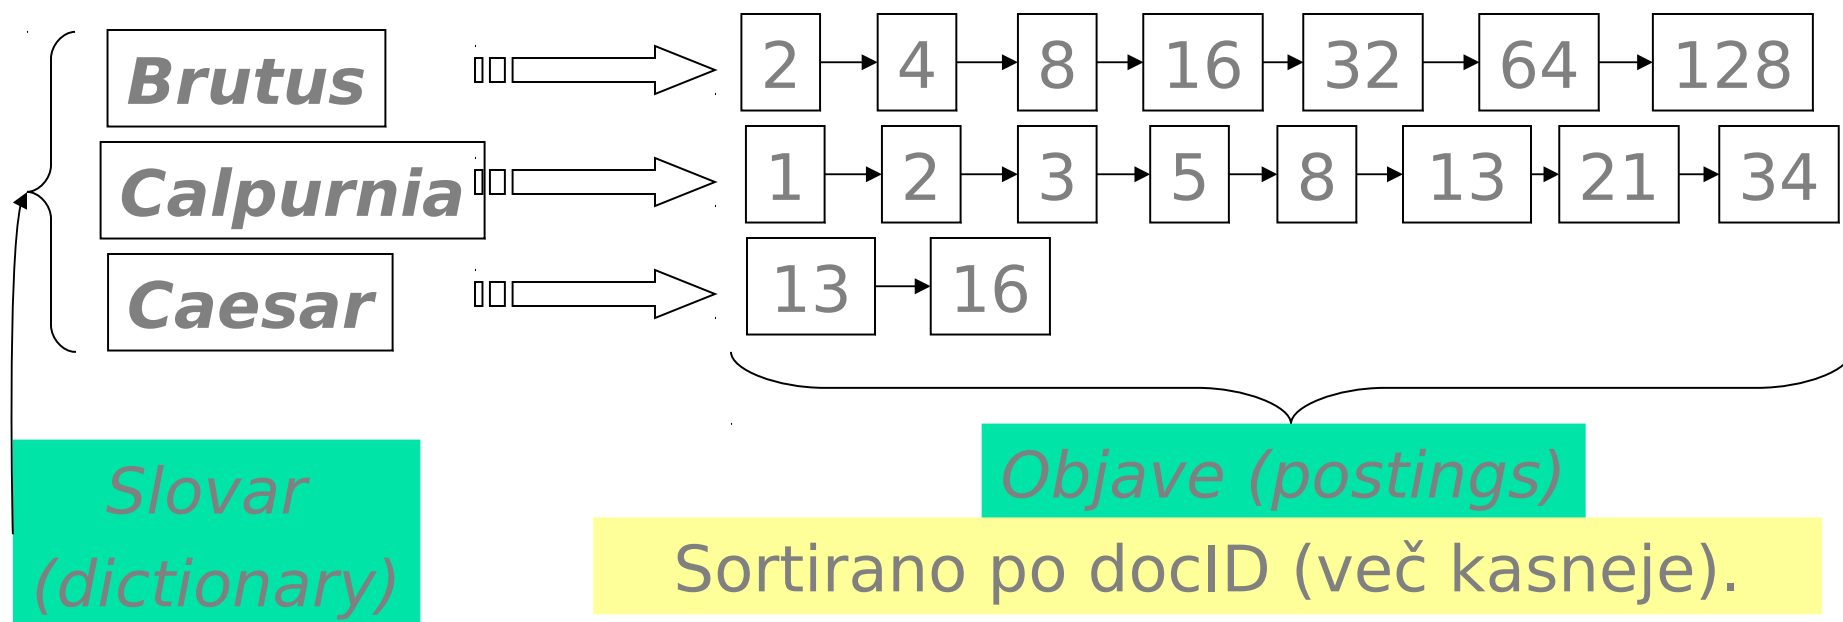 Brutus 2 4 8 16 32 64 128
Calpurnia 1 2 3 5 8 13 21 34
Caesar 13 16
Slovar
(dictionary)
Objave (postings)
Sortirano po docID (več kasneje).